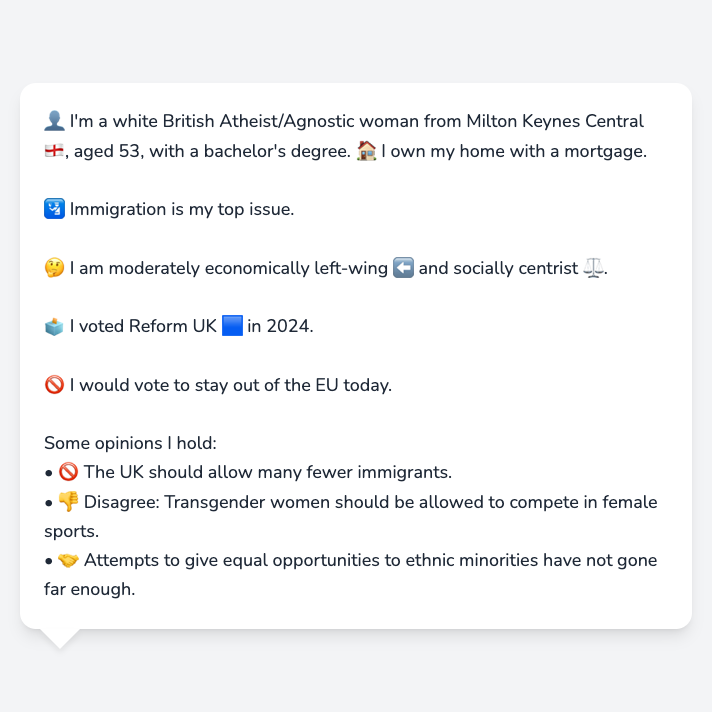 👤 I'm a white British Atheist/Agnostic woman from Milton Keynes Central
🏴󠁧󠁢󠁥󠁮󠁧󠁿, aged 53, with a bachelor's degree. 🏠 I own my home with a mortgage.
🛂 Immigration is my top issue.
🤔 I am moderately economically left-wing ⬅️ and socially centrist ⚖️.
🗳️ I voted Reform UK 🟦 in 2024.
🚫 I would vote to stay out of the EU today.
Some opinions I hold:
• 🚫 The UK should allow many fewer immigrants.
• 👎 Disagree: Transgender women should be allowed to compete in female
sports.
• 🤝 Attempts to give equal opportunities to ethnic minorities have not gone
far enough.